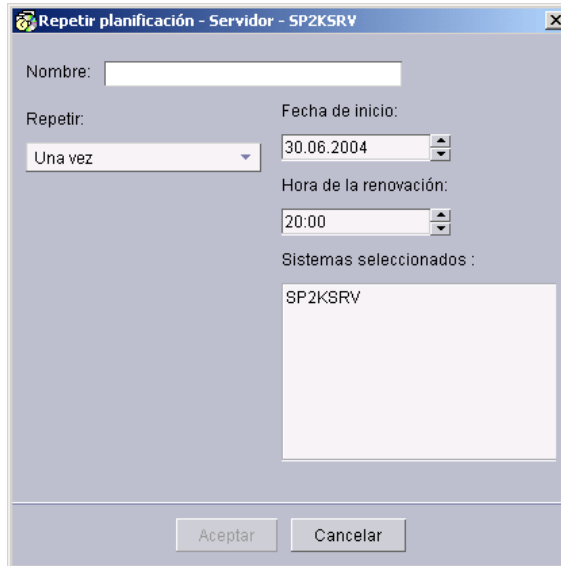 Repetir planificación - Servidor - SP2KSRV
Nombre:
Repetir:
Una vez
Fecha de inicio:
30.06.2004
Hora de la renovación:
20:00
Sistemas seleccionados :
SP2KSRV
Aceptar
Cancelar